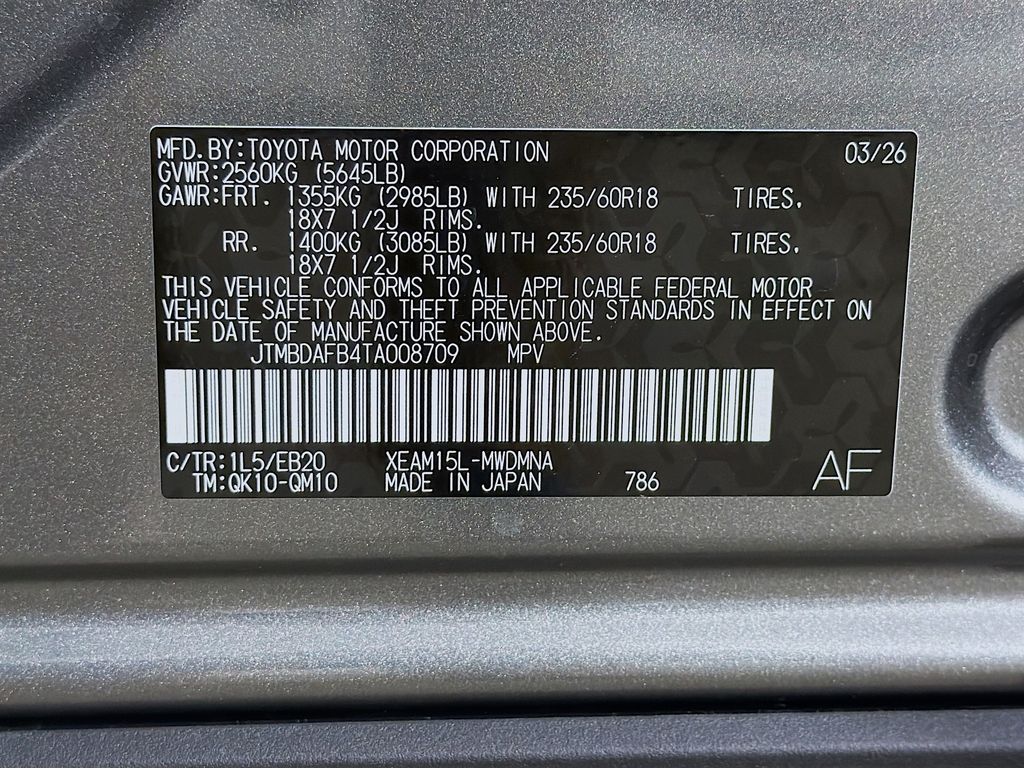 MFD.BY:TOYOTA MOTOR CORPORATION 03/26
GVWR:2560KG (5645LB)
GAWR:FRT. 1355KG (2985LB) WITH 235/60R18 TIRES,
18X7 1/2J RIMS.
RR. 1400KG (3085LB) WITH 235/60R18 TIRES,
18X7 1/2J RIMS.
THIS VEHICLE CONFORMS TO ALL APPLICABLE FEDERAL MOTOR
VEHICLE SAFETY AND THEFT PREVENTION STANDARDS IN EFFECT ON
THE DATE OF MANUFACTURE SHOWN ABOVE.
JTMBDAFB4TA008709 MPV
C/TR:1L5/EB20 XEAM15L-MWDMNA
TM:QK10-QM10 MADE IN JAPAN 786 AF